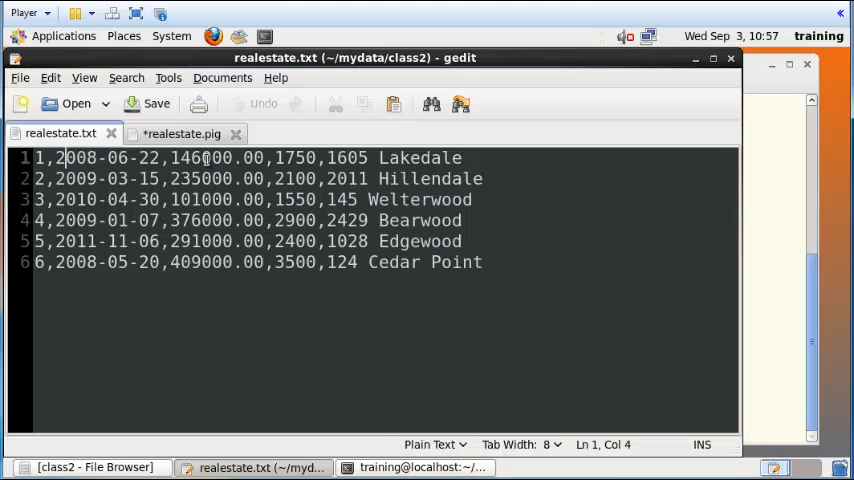 Player
«
Applications Places System Wed Sep 3, 10:57 training
realestate.txt (~/mydata/class2) - gedit
File Edit View Search Tools Documents Help
Open Save Undo
realestate.txt *realestate.pig
1 1,2008-06-22,146000.00,1750,1605 Lakedale
2 2,2009-03-15,235000.00,2100,2011 Hillendale
3 3,2010-04-30,101000.00,1550,145 Welterwood
4 4,2009-01-07,376000.00,2900,2429 Bearwood
5 5,2011-11-06,291000.00,2400,1028 Edgewood
6 6,2008-05-20,409000.00,3500,124 Cedar Point
Plain Text Tab Width: 8 Ln 1, Col 4 INS
[class2 - File Browser] realestate.txt (~/myd... training@localhost:~/...